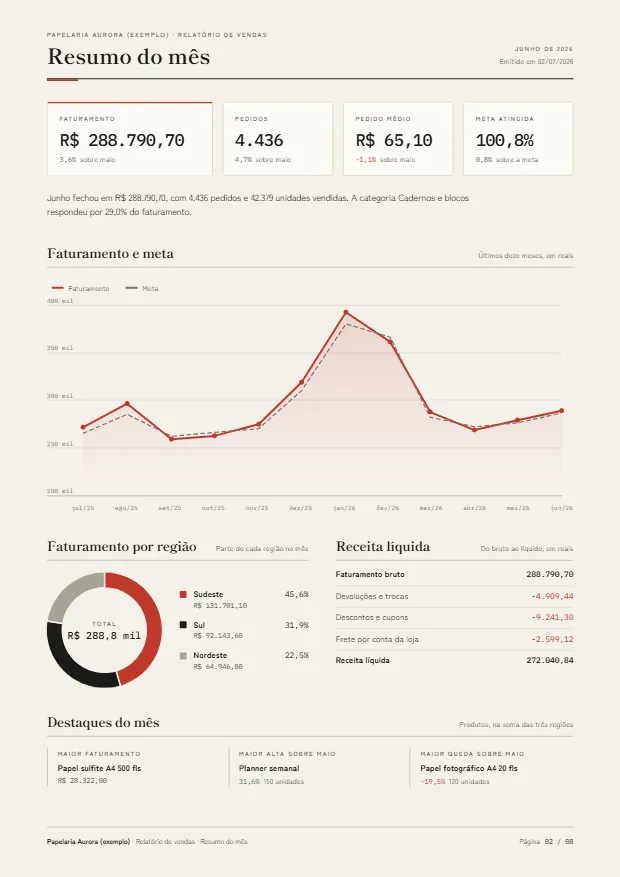 PAPELARIA AURORA (EXEMPLO) · RELATÓRIO DE VENDAS
Resumo do mês
JUNHO DE 2026
Emitido em 02/07/2026
FATURAMENTO
R$ 288.790,70
3,6% sobre maio
PEDIDOS
4.436
4,7% sobre maio
PEDIDO MÉDIO
R$ 65,10
-1,1% sobre maio
META ATINGIDA
100,8%
0,8% sobre a meta
Junho fechou em R$ 288.790,70, com 4.436 pedidos e 42.379 unidades vendidas. A categoria Cadernos e blocos
respondeu por 29,0% do faturamento.
Faturamento e meta
Últimos doze meses, em reais
Faturamento
Meta
400 mil
350 mil
300 mil
250 mil
200 mil
jul/25 ago/25 set/25 out/25 nov/25 dez/25 jan/26 fev/26 mar/26 abr/26 mai/26 jun/26
Faturamento por região
Parte de cada região no mês
TOTAL
R$ 288,8 mil
Sudeste 45,6%
R$ 131.701,10
Sul 31,9%
R$ 92.143,60
Nordeste 22,5%
R$ 64.946,00
Receita líquida
Do bruto ao líquido, em reais
Faturamento bruto 288.790,70
Devoluções e trocas -4.909,44
Descontos e cupons -9.241,30
Frete por conta da loja -2.599,12
Receita líquida 272.040,84
Destaques do mês
Produtos, na soma das três regiões
MAIOR FATURAMENTO
Papel sulfite A4 500 fls
R$ 28.322,00
MAIOR ALTA SOBRE MAIO
Planner semanal
31,6% 150 unidades
MAIOR QUEDA SOBRE MAIO
Papel fotográfico A4 20 fls
-19,5% 120 unidades
Papelaria Aurora (exemplo) · Relatório de vendas · Resumo do mês
Página 02 / 08